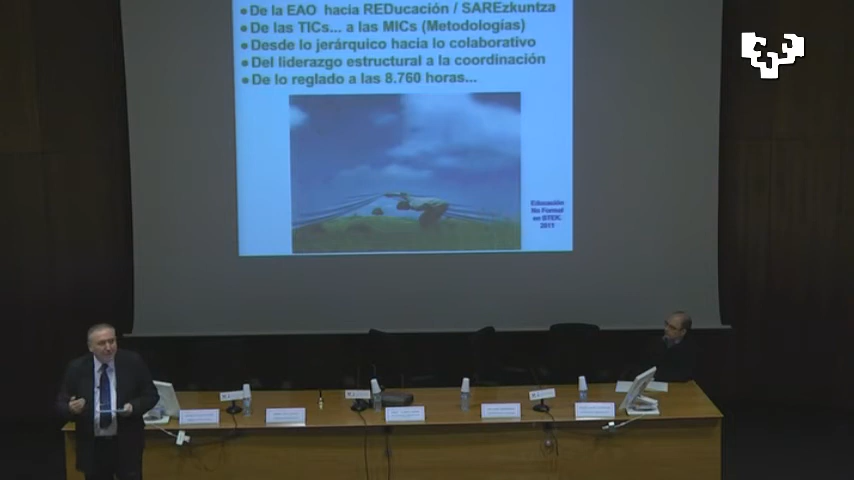 ● De la EAO hacia REDucación / SAREzkuntza
● De las TICs... a las MICs (Metodologías)
● Desde lo jerárquico hacia lo colaborativo
● Del liderazgo estructural a la coordinación
● De lo reglado a las 8.760 horas...
Educación
No Formal
en BTEK.
2011